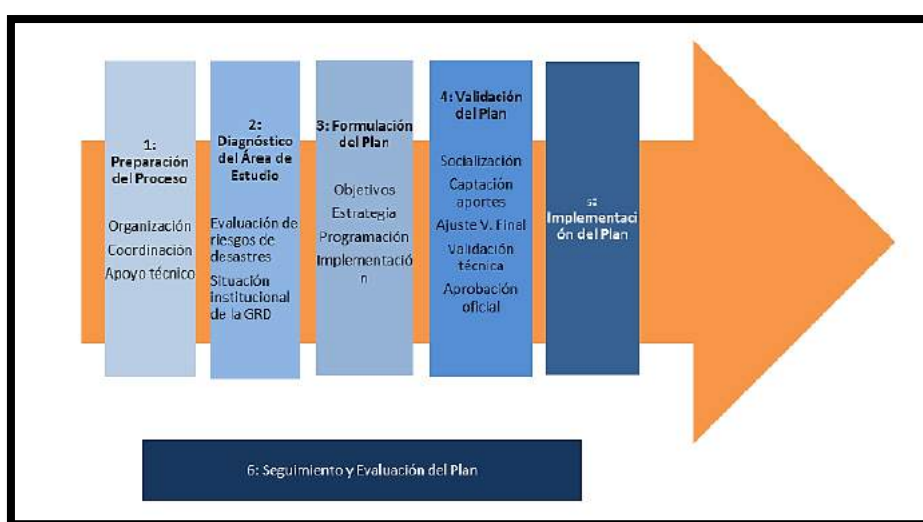 1:
Preparación
del Proceso
Organización
Coordinación
Apoyo técnico
2:
Diagnóstico
del Área de
Estudio
Evaluación de
riesgos de
desastres
Situación
institucional
de la GRD
3: Formulación
del Plan
Objetivos
Estrategia
Programación
Implementació
n
4: Validación
del Plan
Socialización
Captación
aportes
Ajuste V. Final
Validación
técnica
Aprobación
oficial
5:
Implementaci
ón del Plan
6: Seguimiento y Evaluación del Plan